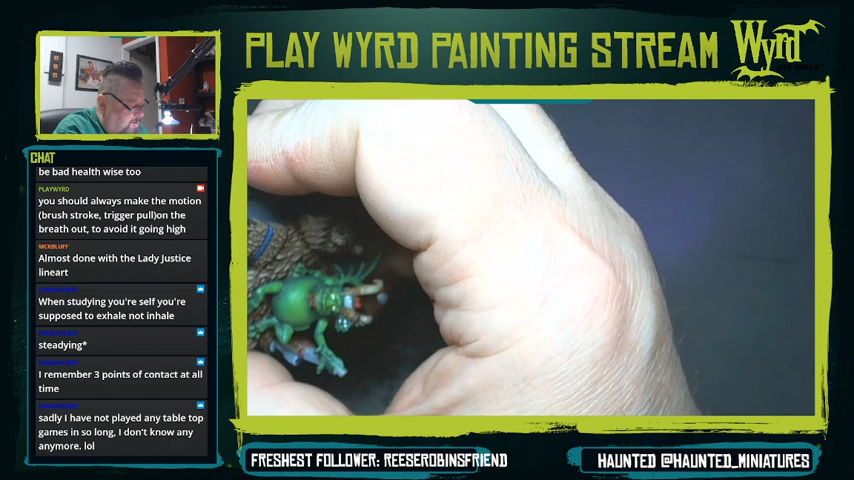 PLAY WYRD PAINTING STREAM
Wyrd
CHAT
be bad health wise too
PLAYWYRD
you should always make the motion
(brush stroke, trigger pull)on the
breath out, to avoid it going high
MCKBLUFF
Almost done with the Lady Justice
lineart
When studying you're self you're
supposed to exhale not inhale
steadying*
I remember 3 points of contact at all
time
sadly I have not played any table top
games in so long, I don't know any
anymore. lol
FRESHEST FOLLOWER: REESEROBINSFRIEND
HAUNTED @HAUNTED_MINIATURES